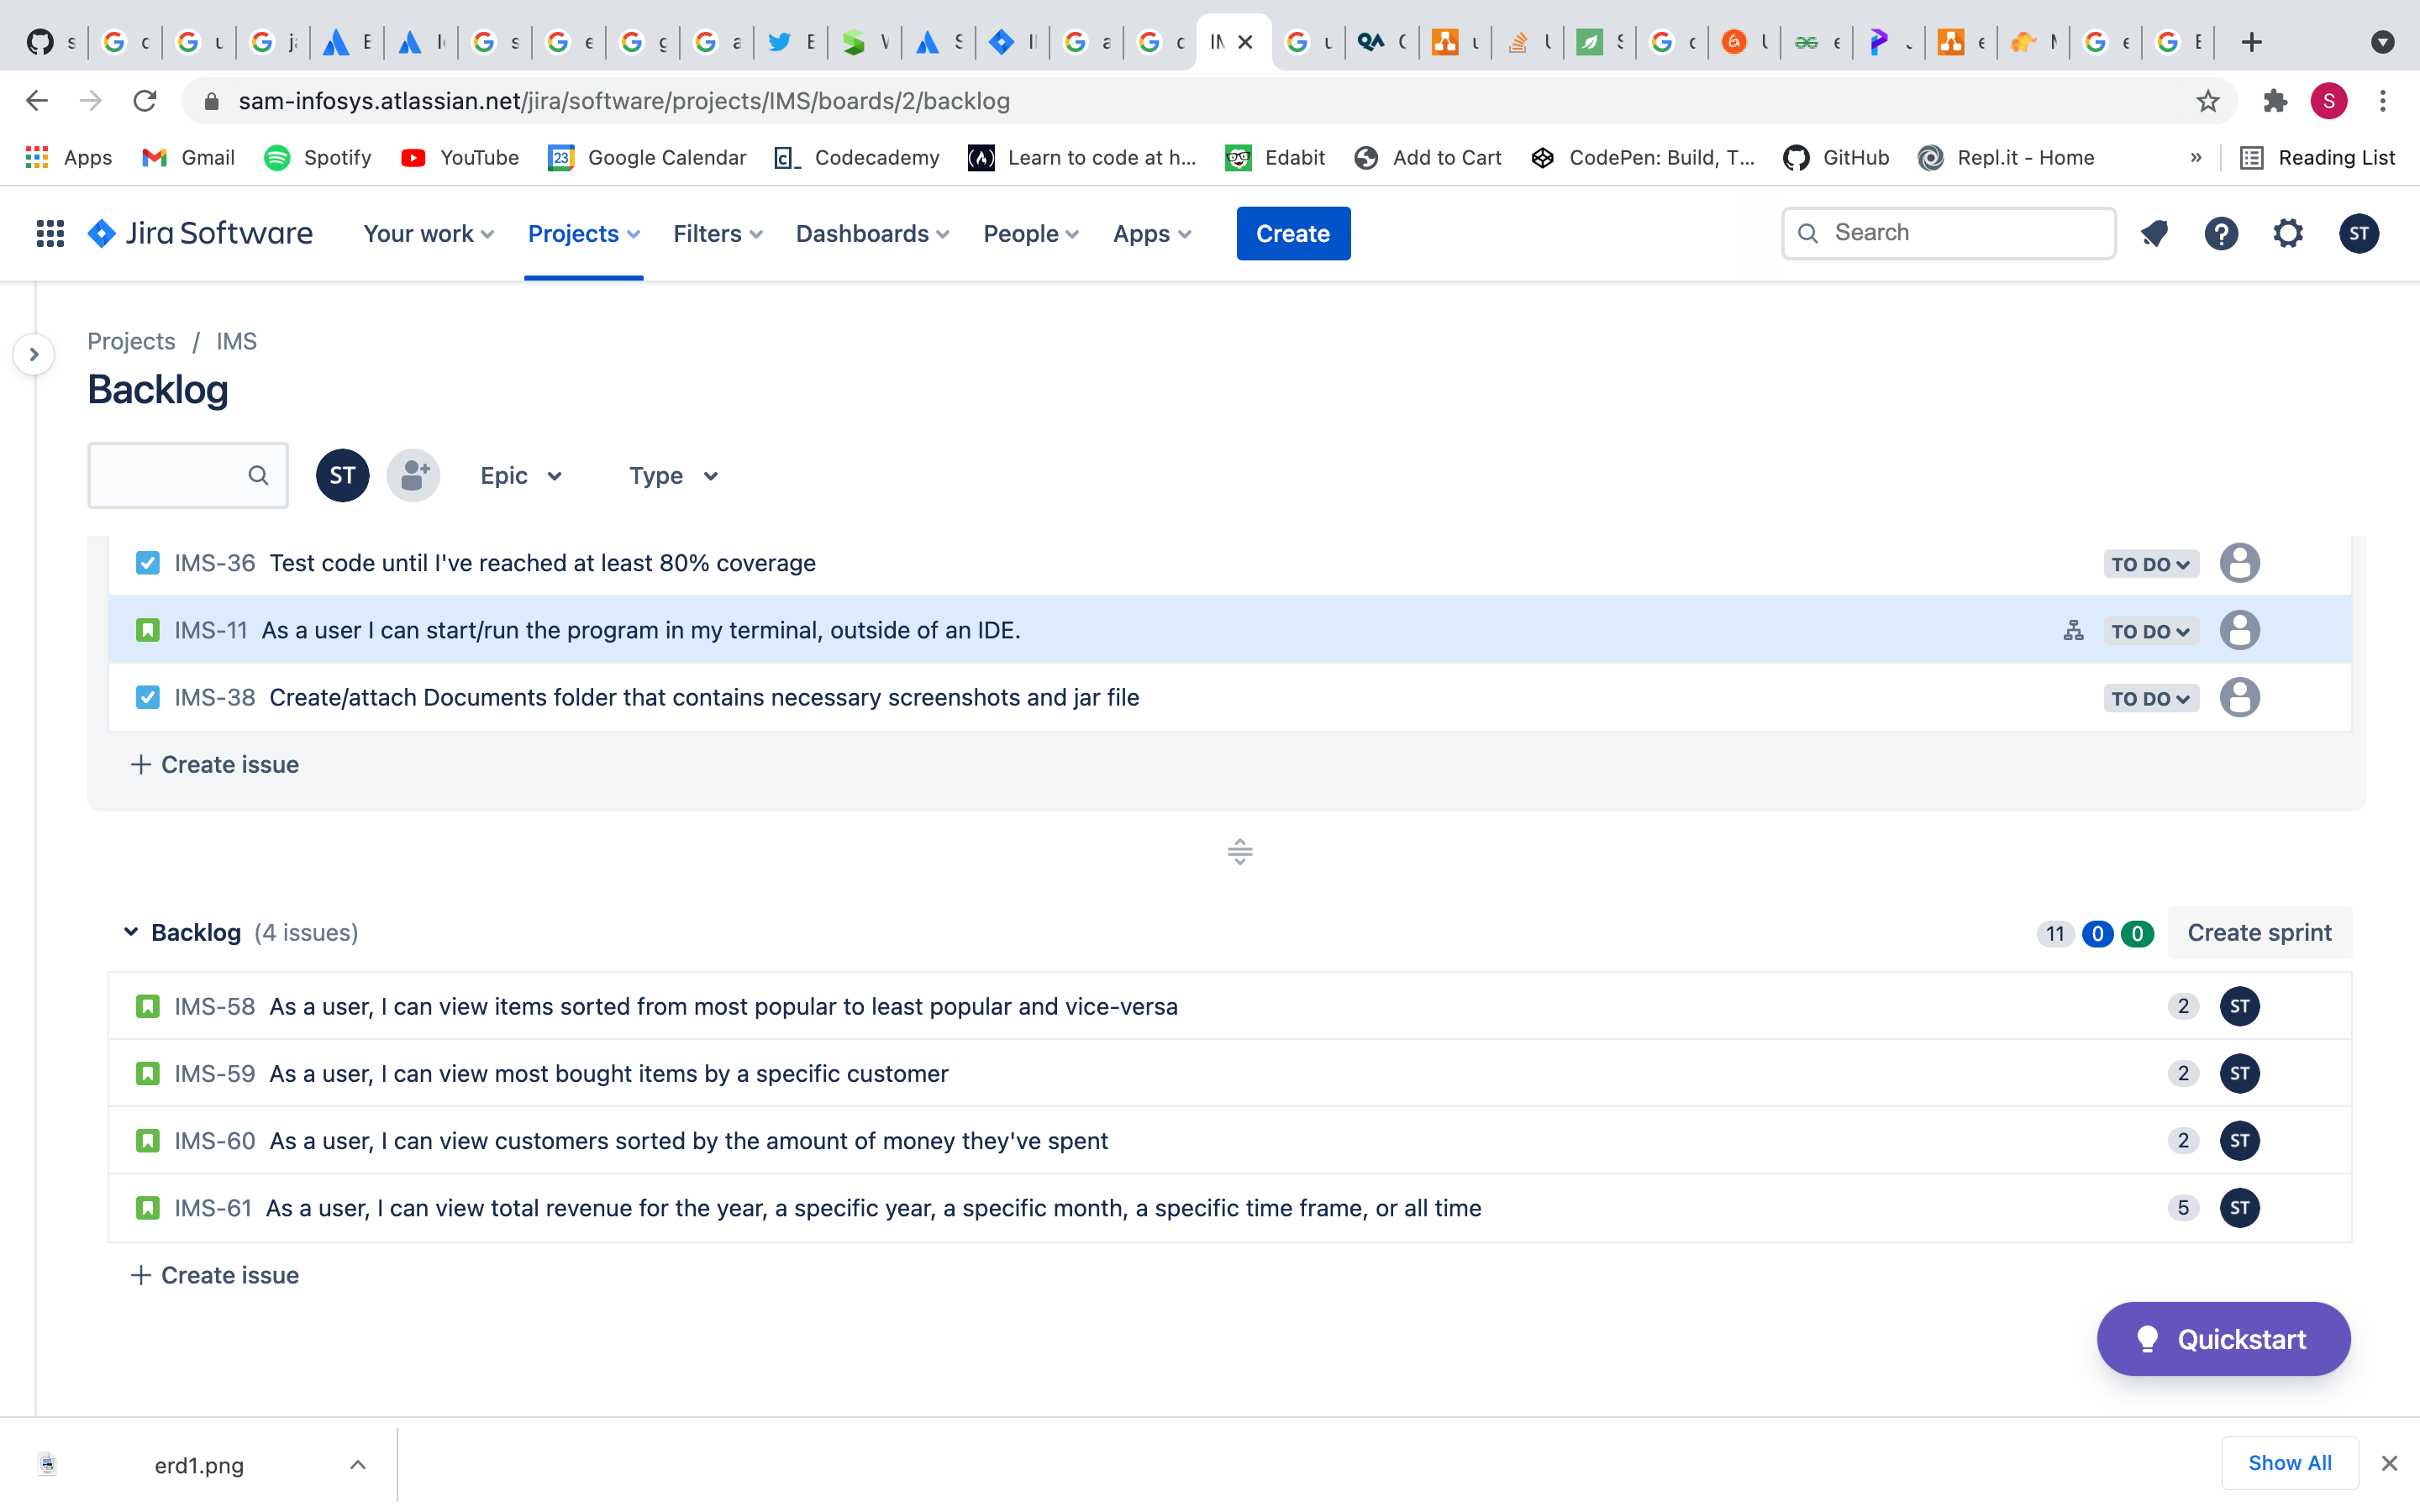 sam-infosys.atlassian.net/jira/software/projects/IMS/boards/2/backlog
S
Apps Gmail Spotify YouTube 23 Google Calendar Codecademy Learn to code at h... Edabit Add to Cart CodePen: Build, T... GitHub Repl.it - Home » Reading List
Jira Software Your work Projects Filters Dashboards People Apps Create Search ST
Projects / IMS
Backlog
ST Epic Type
IMS-36 Test code until I've reached at least 80% coverage TO DO
IMS-11 As a user I can start/run the program in my terminal, outside of an IDE. TO DO
IMS-38 Create/attach Documents folder that contains necessary screenshots and jar file TO DO
+ Create issue
Backlog (4 issues) 11 0 0 Create sprint
IMS-58 As a user, I can view items sorted from most popular to least popular and vice-versa 2 ST
IMS-59 As a user, I can view most bought items by a specific customer 2 ST
IMS-60 As a user, I can view customers sorted by the amount of money they've spent 2 ST
IMS-61 As a user, I can view total revenue for the year, a specific year, a specific month, a specific time frame, or all time 5 ST
+ Create issue
Quickstart
erd1.png Show All